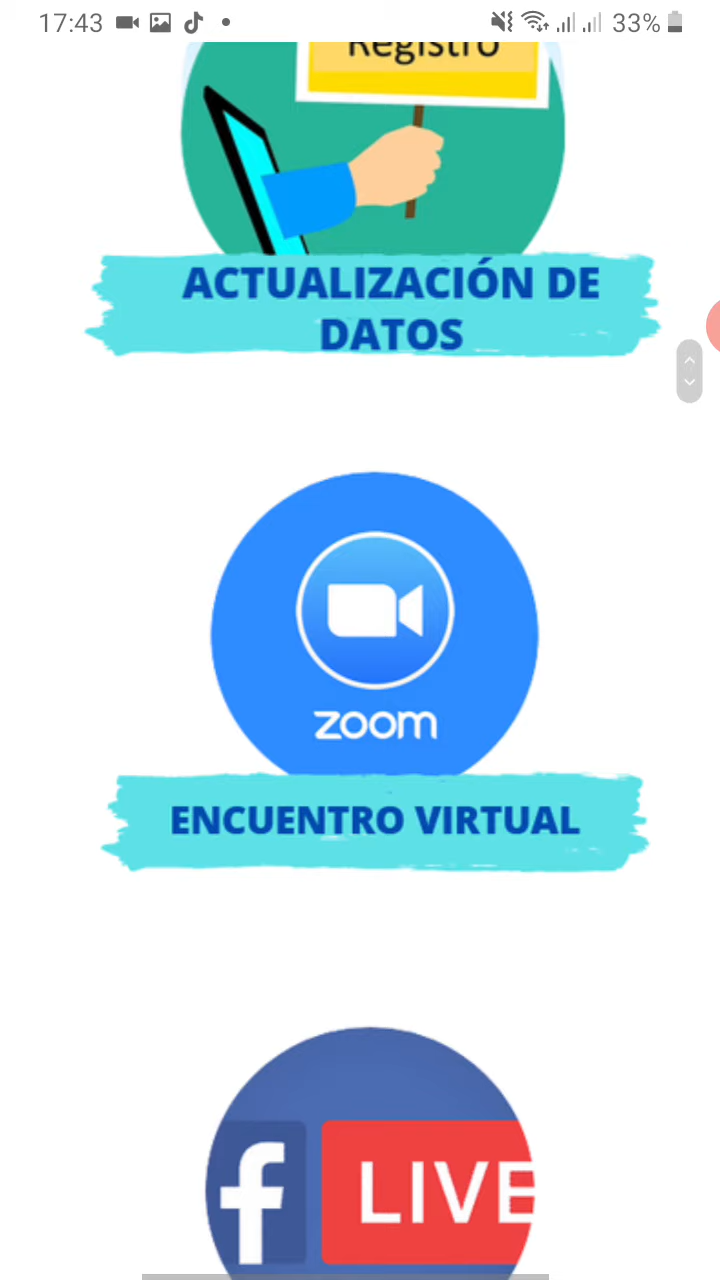 17:43
33%
Registro
ACTUALIZACIÓN DE
DATOS
zoom
ENCUENTRO VIRTUAL
f LIVE